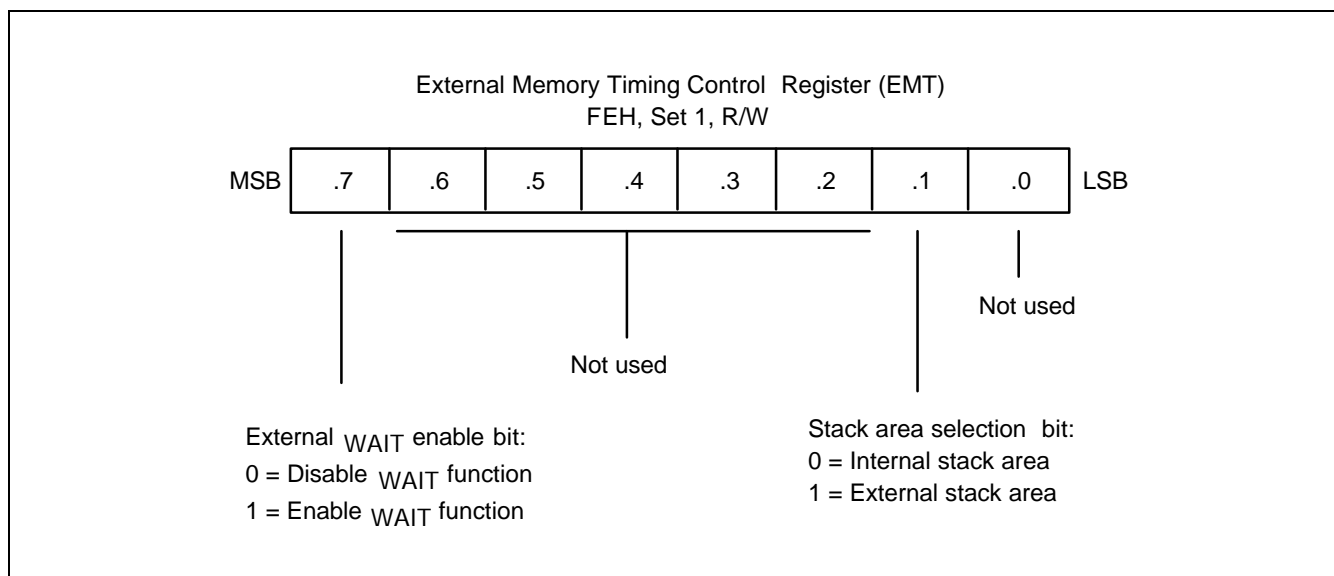 External Memory Timing Control Register (EMT)
FEH, Set 1, R/W
MSB .7 .6 .5 .4 .3 .2 .1 .0 LSB
Not used
Not used
External WAIT enable bit:
0 = Disable WAIT function
1 = Enable WAIT function
Stack area selection bit:
0 = Internal stack area
1 = External stack area